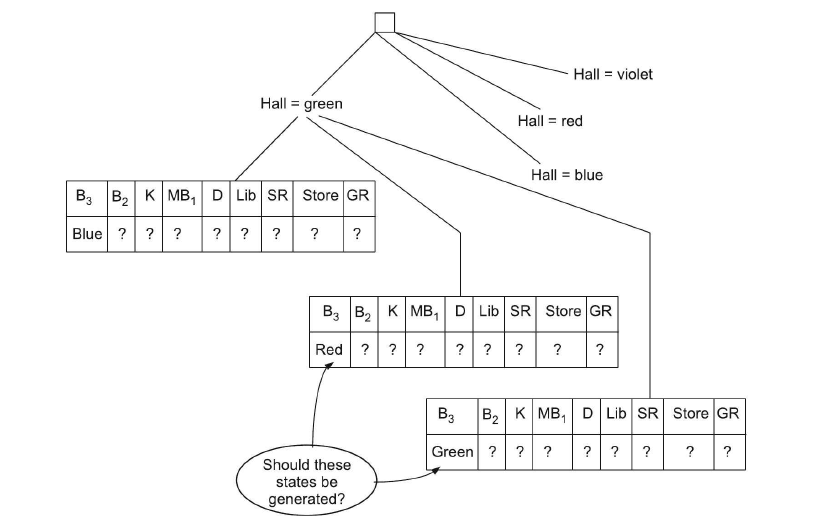 Hall = violet
Hall = green
Hall = red
Hall = blue
B3 B2 K MB1 D Lib SR Store GR
Blue ? ? ? ? ? ? ? ?
B3 B2 K MB1 D Lib SR Store GR
Red ? ? ? ? ? ? ? ?
B3 B2 K MB1 D Lib SR Store GR
Green ? ? ? ? ? ? ? ?
Should these
states be
generated?